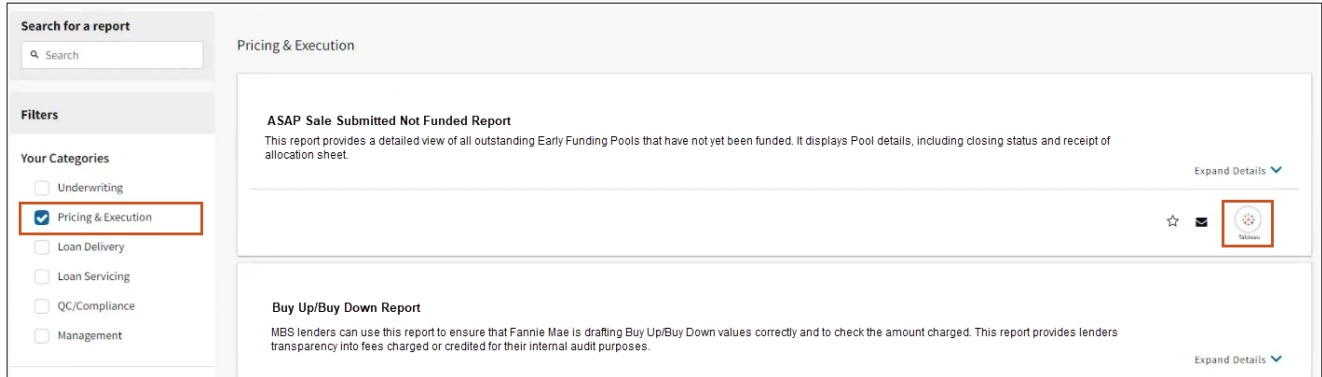 Search for a report
Search
Filters
Your Categories
Underwriting
Pricing & Execution
Loan Delivery
Loan Servicing
QC/Compliance
Management
Pricing & Execution
ASAP Sale Submitted Not Funded Report
This report provides a detailed view of all outstanding Early Funding Pools that have not yet been funded. It displays Pool details, including closing status and receipt of
allocation sheet.
Expand Details
Tableau
Buy Up/Buy Down Report
MBS lenders can use this report to ensure that Fannie Mae is drafting Buy Up/Buy Down values correctly and to check the amount charged. This report provides lenders
transparency into fees charged or credited for their internal audit purposes.
Expand Details